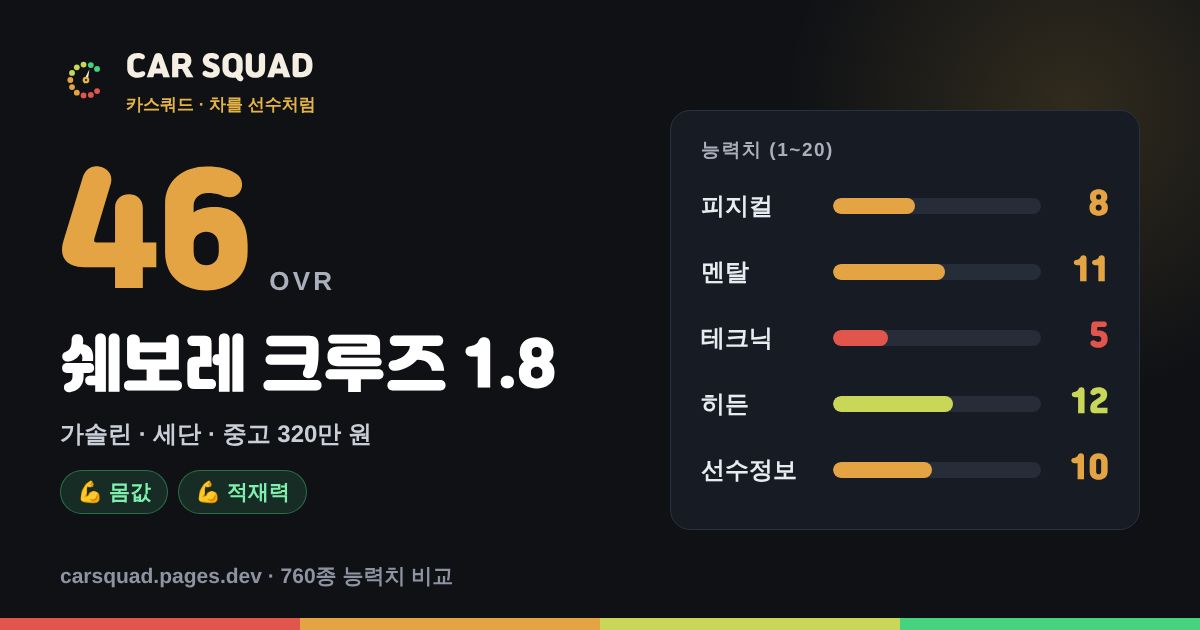 CAR SQUAD
카스쿼드 · 차를 선수처럼
46 OVR
쉐보레 크루즈 1.8
가솔린 · 세단 · 중고 320만 원
💪 몸값 💪 적재력
carsquad.pages.dev · 760종 능력치 비교
능력치 (1~20)
피지컬 8
멘탈 11
테크닉 5
히든 12
선수정보 10